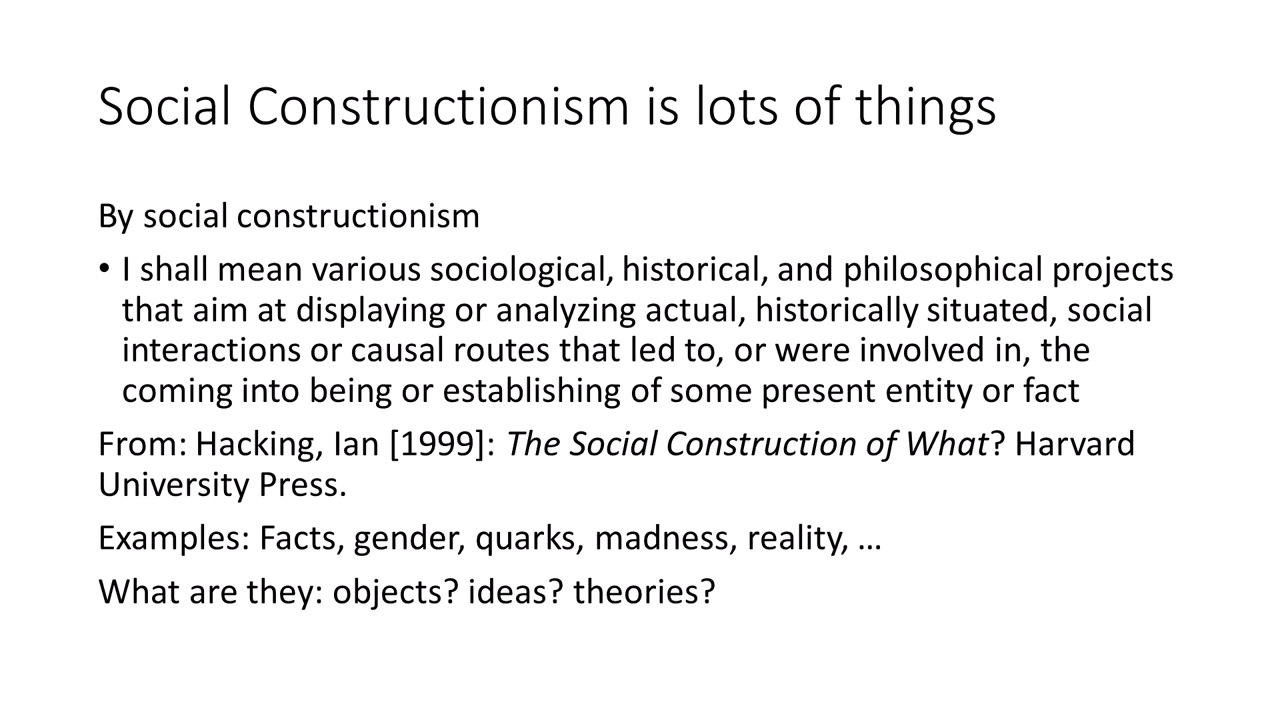 Social Constructionism is lots of things
By social constructionism
• I shall mean various sociological, historical, and philosophical projects
that aim at displaying or analyzing actual, historically situated, social
interactions or causal routes that led to, or were involved in, the
coming into being or establishing of some present entity or fact
From: Hacking, Ian [1999]: The Social Construction of What? Harvard
University Press.
Examples: Facts, gender, quarks, madness, reality, …
What are they: objects? ideas? theories?